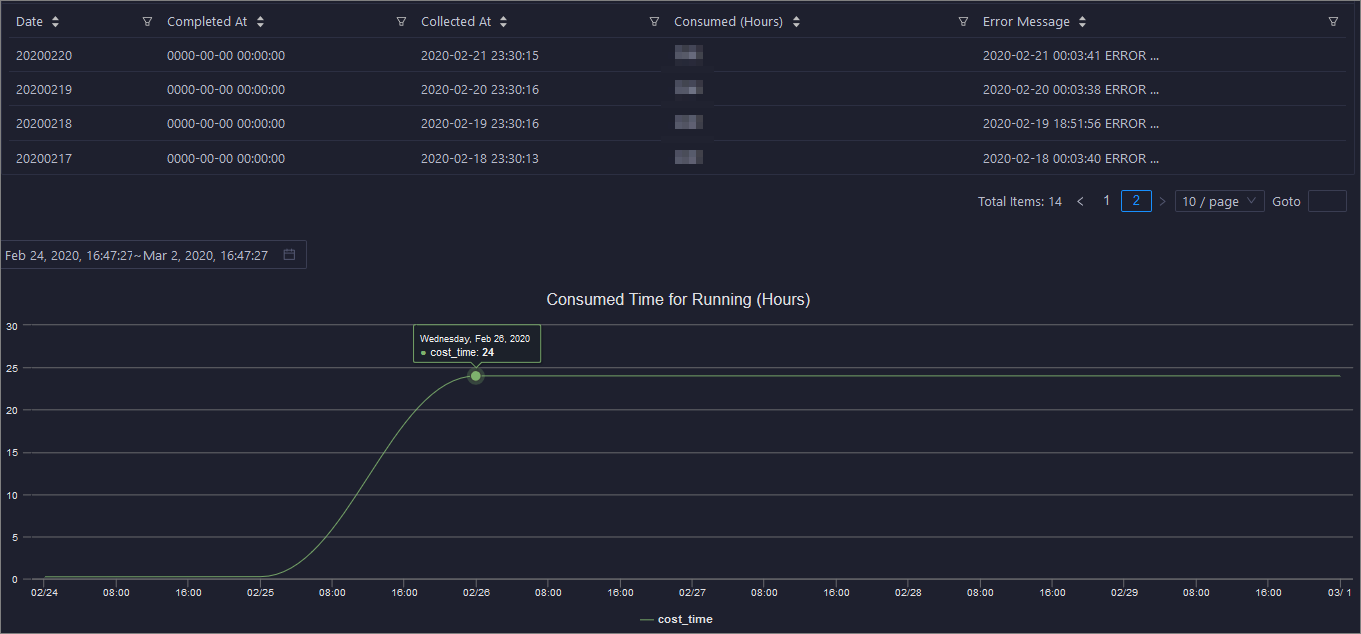 Date Completed At Collected At Consumed (Hours) Error Message
20200220 0000-00-00 00:00:00 2020-02-21 23:30:15 2020-02-21 00:03:41 ERROR ...
20200219 0000-00-00 00:00:00 2020-02-20 23:30:16 2020-02-20 00:03:38 ERROR ...
20200218 0000-00-00 00:00:00 2020-02-19 23:30:16 2020-02-19 18:51:56 ERROR ...
20200217 0000-00-00 00:00:00 2020-02-18 23:30:13 2020-02-18 00:03:40 ERROR ...
Total Items: 14 < 1 2 > 10 / page Goto
Feb 24, 2020, 16:47:27~Mar 2, 2020, 16:47:27
Consumed Time for Running (Hours)
30
Wednesday, Feb 26, 2020
cost_time: 24
25
20
15
10
5
0
02/24 08:00 16:00 02/25 08:00 16:00 02/26 08:00 16:00 02/27 08:00 16:00 02/28 08:00 16:00 02/29 08:00 16:00 03/ 1
cost_time